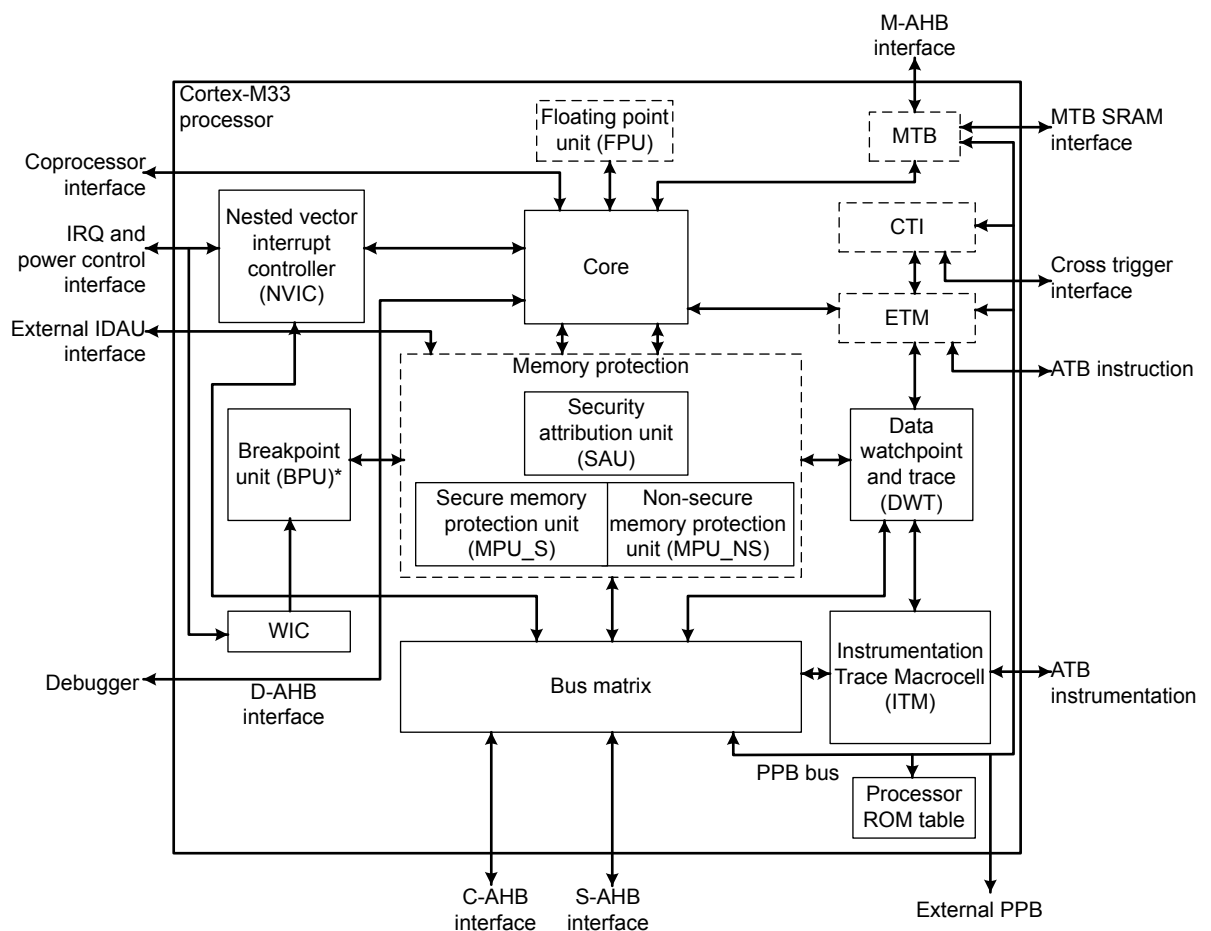 M-AHB
interface
Cortex-M33
processor
Floating point
unit (FPU)
MTB
MTB SRAM
interface
Coprocessor
interface
Nested vector
interrupt
controller
(NVIC)
IRQ and
power control
interface
Core
CTI
Cross trigger
interface
ETM
External IDAU
interface
ATB instruction
Memory protection
Security
attribution unit
(SAU)
Breakpoint
unit (BPU)*
Data
watchpoint
and trace
(DWT)
Secure memory
protection unit
(MPU_S)
Non-secure
memory protection
unit (MPU_NS)
WIC
Bus matrix
Instrumentation
Trace Macrocell
(ITM)
ATB
instrumentation
Debugger
D-AHB
interface
PPB bus
Processor
ROM table
C-AHB
interface
S-AHB
interface
External PPB